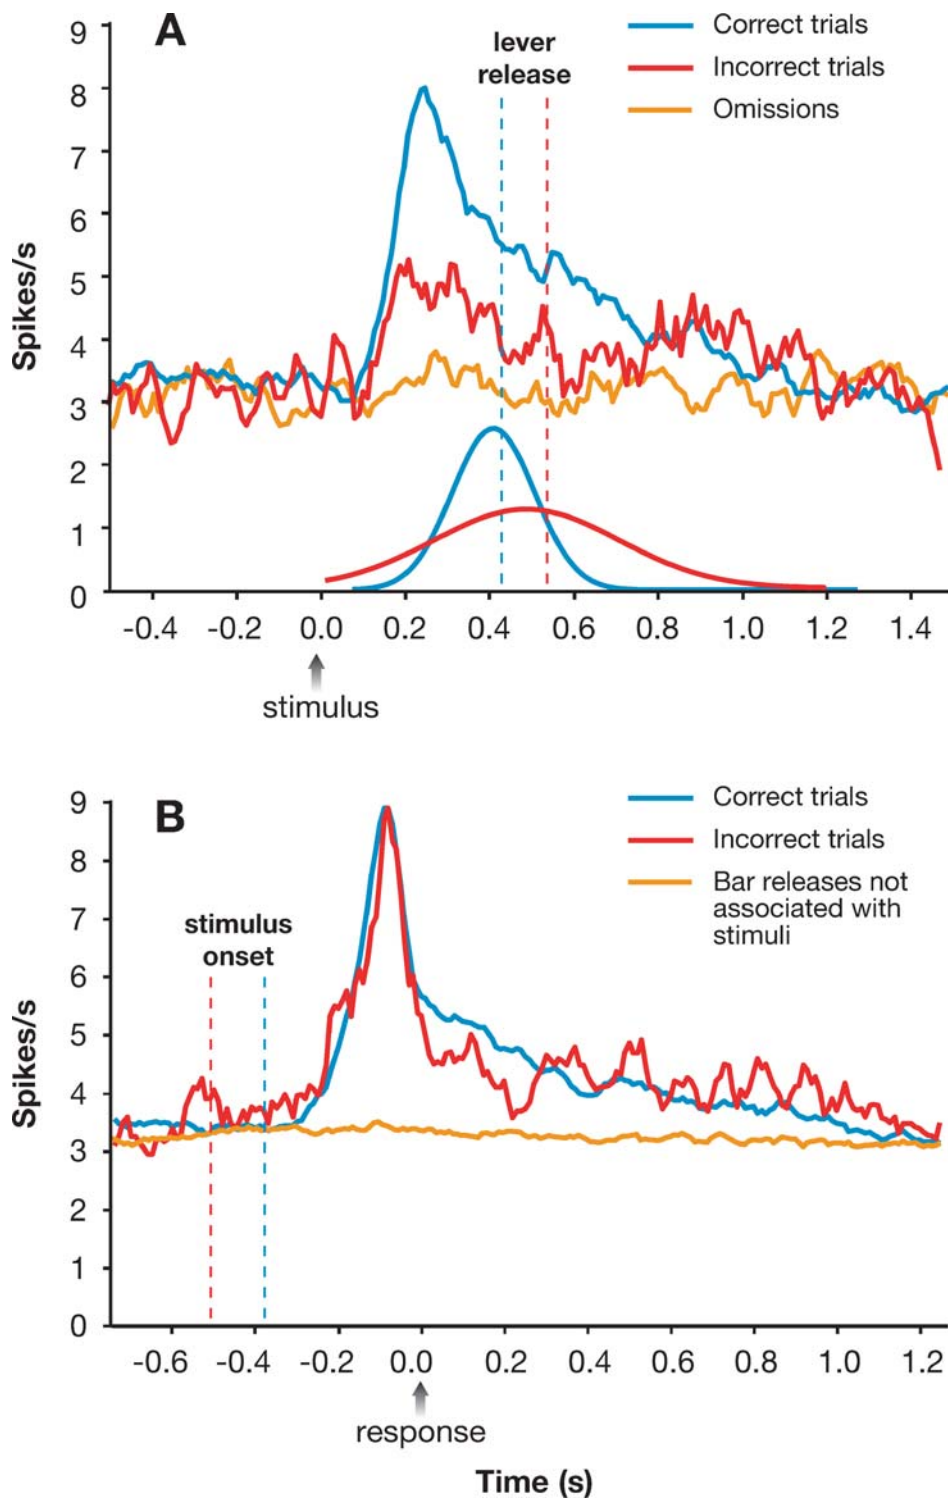 A
lever
release
Correct trials
Incorrect trials
Omissions
9
8
7
6
5
4
3
2
1
0
Spikes/s
-0.4 -0.2 0.0 0.2 0.4 0.6 0.8 1.0 1.2 1.4
stimulus
B
stimulus
onset
Correct trials
Incorrect trials
Bar releases not
associated with
stimuli
9
8
7
6
5
4
3
2
1
0
Spikes/s
-0.6 -0.4 -0.2 0.0 0.2 0.4 0.6 0.8 1.0 1.2
response
Time (s)